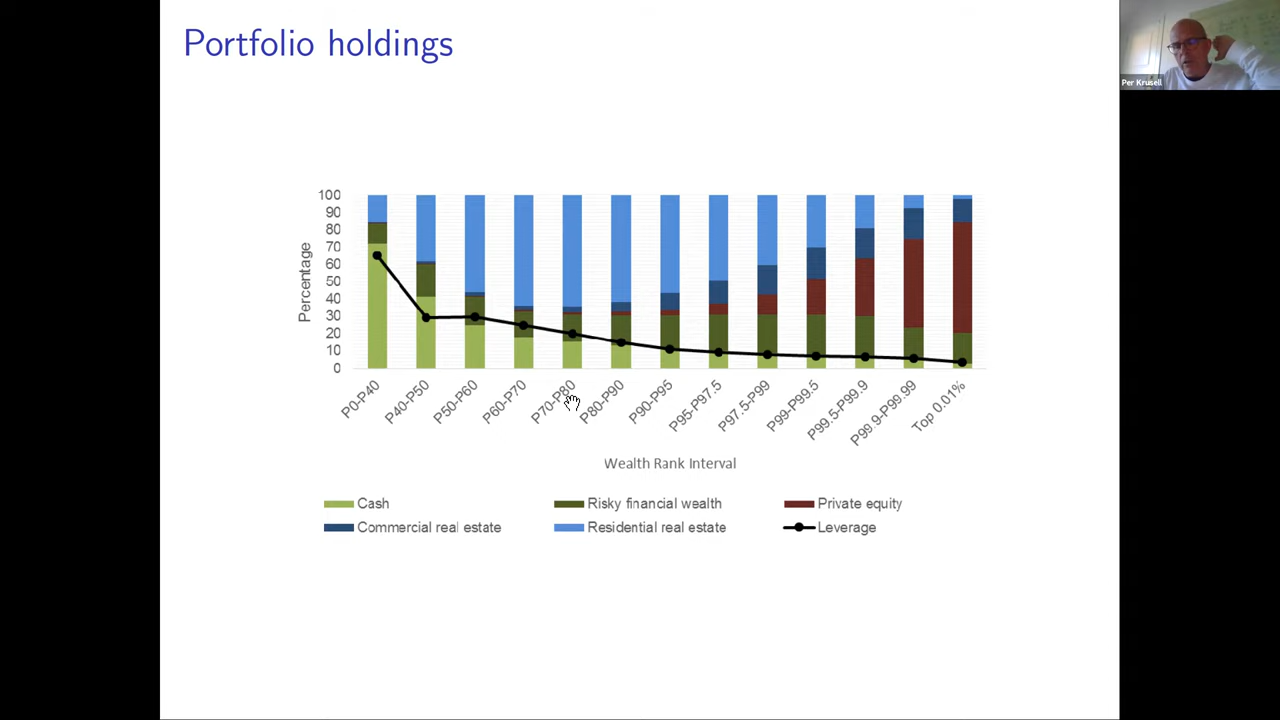 Portfolio holdings
Per Krusell
100
90
80
70
60
50
40
30
20
10
0
Percentage
P0-P40
P40-P50
P50-P60
P60-P70
P70-P80
P80-P90
P90-P95
P95-P97.5
P97.5-P99
P99-P99.5
P99.5-P99.9
P99.9-P99.99
Top 0.01%
Wealth Rank Interval
Cash
Risky financial wealth
Private equity
Commercial real estate
Residential real estate
Leverage